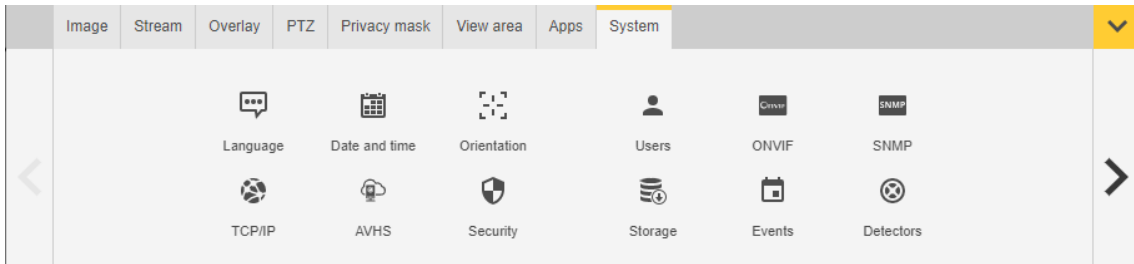 Image Stream Overlay PTZ Privacy mask View area Apps System
ONVIF SNMP
Language Date and time Orientation Users ONVIF SNMP
TCP/IP AVHS Security Storage Events Detectors